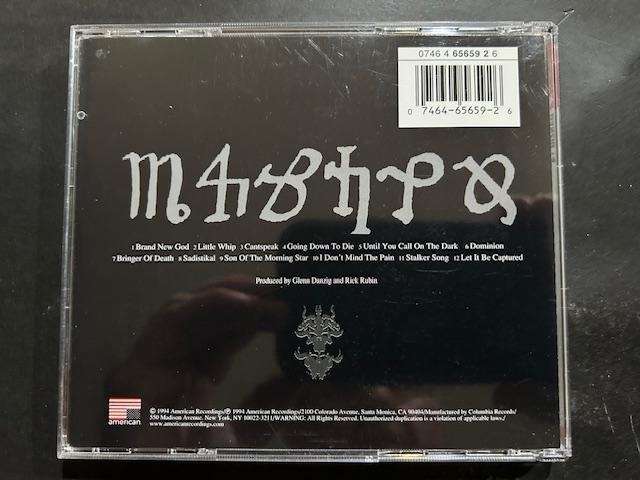 0746 4 65659 2 6
0 7464-65659-2 6
1 Brand New God 2 Little Whip 3 Cantspeak 4 Going Down To Die 5 Until You Call On The Dark 6 Dominion
7 Bringer Of Death 8 Sadistikal 9 Son Of The Morning Star 10 I Don't Mind The Pain 11 Stalker Song 12 Let It Be Captured
Produced by Glenn Danzig and Rick Rubin
american
© 1994 American Recordings/℗ 1994 American Recordings/2100 Colorado Avenue, Santa Monica, CA 90404/Manufactured by Columbia Records/
550 Madison Avenue, New York, NY 10022-3211/WARNING: All Rights Reserved. Unauthorized duplication is a violation of applicable laws./
www.americanrecordings.com